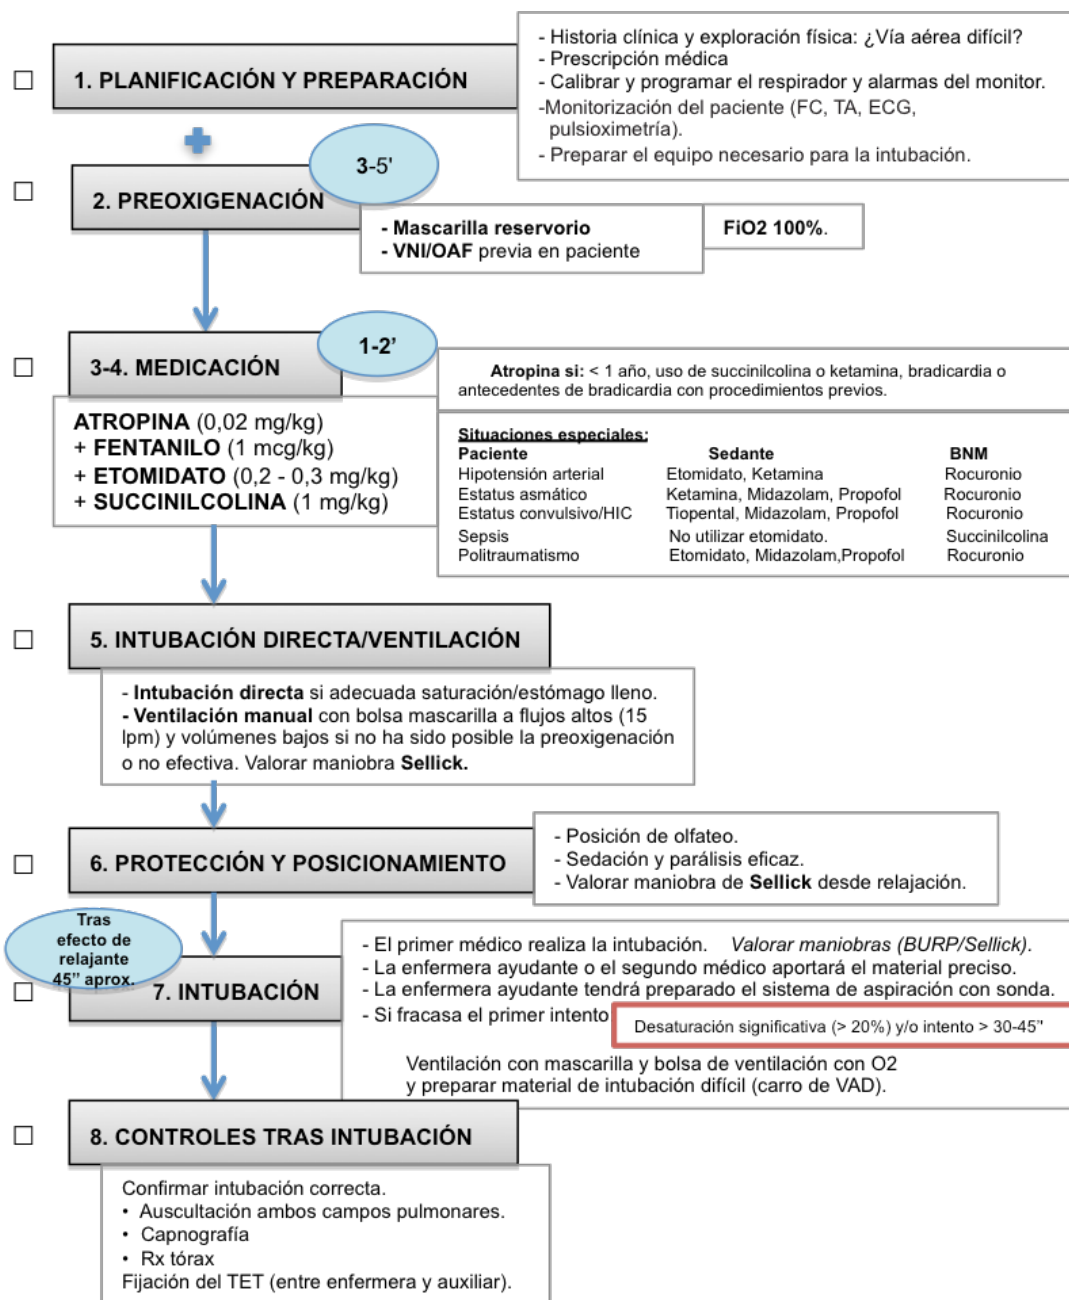 1. PLANIFICACIÓN Y PREPARACIÓN
- Historia clínica y exploración física: ¿Vía aérea difícil?
- Prescripción médica
- Calibrar y programar el respirador y alarmas del monitor.
-Monitorización del paciente (FC, TA, ECG,
pulsioximetría).
- Preparar el equipo necesario para la intubación.
3-5'
2. PREOXIGENACIÓN
- Mascarilla reservorio
- VNI/OAF previa en paciente
FiO2 100%.
1-2’
3-4. MEDICACIÓN
ATROPINA (0,02 mg/kg)
+ FENTANILO (1 mcg/kg)
+ ETOMIDATO (0,2 - 0,3 mg/kg)
+ SUCCINILCOLINA (1 mg/kg)
Atropina si: < 1 año, uso de succinilcolina o ketamina, bradicardia o
antecedentes de bradicardia con procedimientos previos.
Situaciones especiales:
Paciente Sedante BNM
Hipotensión arterial Etomidato, Ketamina Rocuronio
Estatus asmático Ketamina, Midazolam, Propofol Rocuronio
Estatus convulsivo/HIC Tiopental, Midazolam, Propofol Rocuronio
Sepsis No utilizar etomidato. Succinilcolina
Politraumatismo Etomidato, Midazolam,Propofol Rocuronio
5. INTUBACIÓN DIRECTA/VENTILACIÓN
- Intubación directa si adecuada saturación/estómago lleno.
- Ventilación manual con bolsa mascarilla a flujos altos (15
lpm) y volúmenes bajos si no ha sido posible la preoxigenación
o no efectiva. Valorar maniobra Sellick.
6. PROTECCIÓN Y POSICIONAMIENTO
- Posición de olfateo.
- Sedación y parálisis eficaz.
- Valorar maniobra de Sellick desde relajación.
Tras
efecto de
relajante
45” aprox.
7. INTUBACIÓN
- El primer médico realiza la intubación. Valorar maniobras (BURP/Sellick).
- La enfermera ayudante o el segundo médico aportará el material preciso.
- La enfermera ayudante tendrá preparado el sistema de aspiración con sonda.
- Si fracasa el primer intento
Desaturación significativa (> 20%) y/o intento > 30-45”
Ventilación con mascarilla y bolsa de ventilación con O2
y preparar material de intubación difícil (carro de VAD).
8. CONTROLES TRAS INTUBACIÓN
Confirmar intubación correcta.
• Auscultación ambos campos pulmonares.
• Capnografía
• Rx tórax
Fijación del TET (entre enfermera y auxiliar).